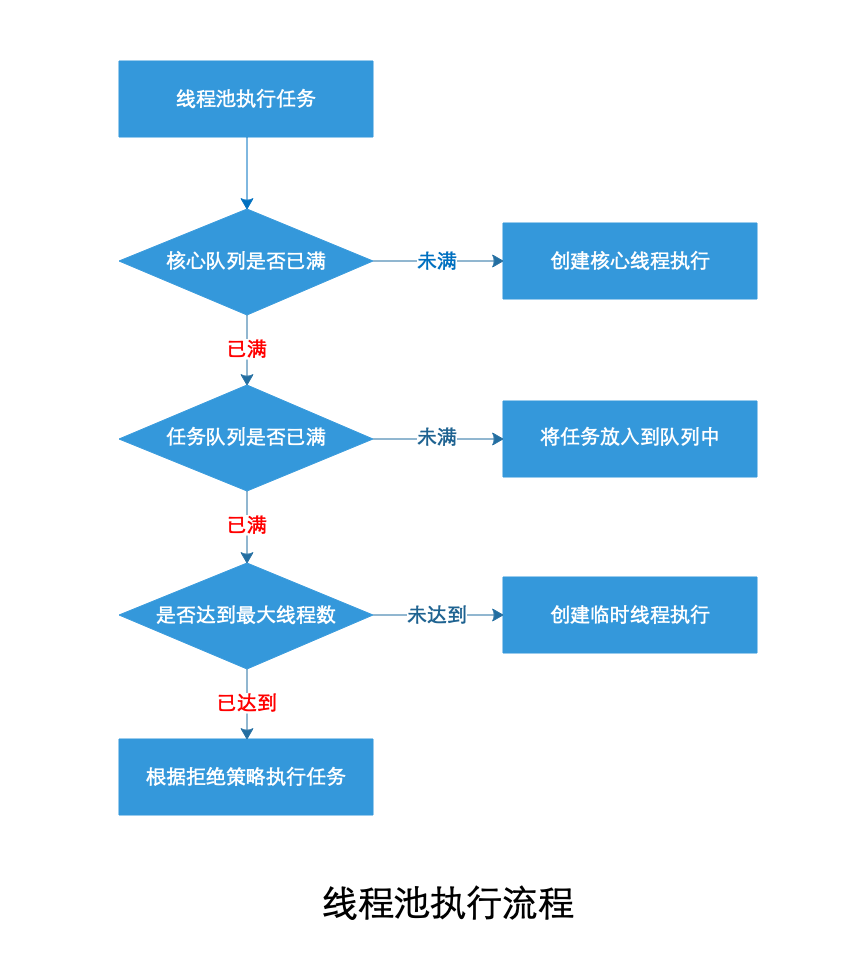 线程池执行任务
核心队列是否已满
未满
创建核心线程执行
已满
任务队列是否已满
未满
将任务放入到队列中
已满
是否达到最大线程数
未达到
创建临时线程执行
已达到
根据拒绝策略执行任务
线程池执行流程